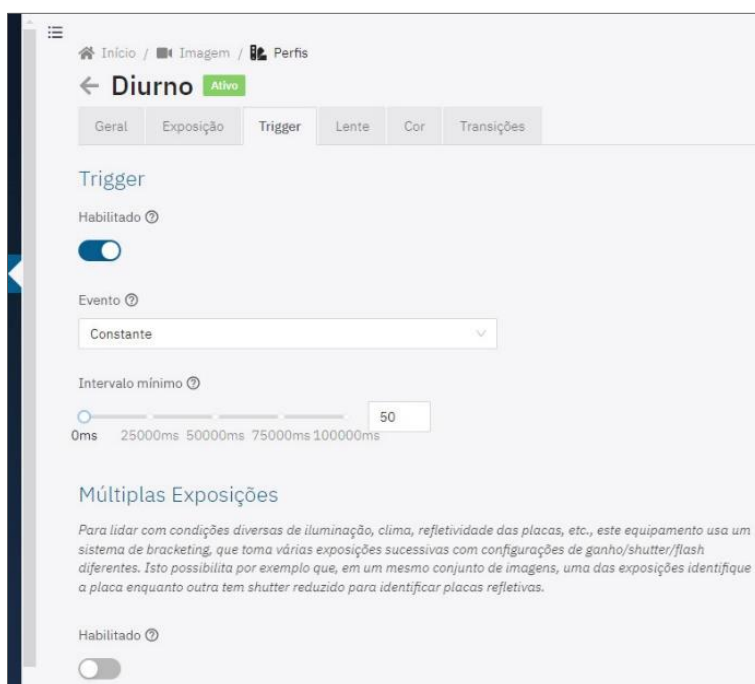 Início / Imagem / Perfis
← Diurno Ativo
Geral Exposição Trigger Lente Cor Transições
Trigger
Habilitado ?
Evento ?
Constante
Intervalo mínimo ?
50
0ms 25000ms 50000ms 75000ms 100000ms
Múltiplas Exposições
Para lidar com condições diversas de iluminação, clima, refletividade das placas, etc., este equipamento usa um
sistema de bracketing, que toma várias exposições sucessivas com configurações de ganho/shutter/flash
diferentes. Isto possibilita por exemplo que, em um mesmo conjunto de imagens, uma das exposições identifique
a placa enquanto outra tem shutter reduzido para identificar placas refletivas.
Habilitado ?